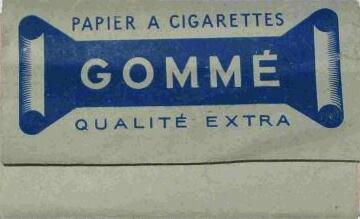 PAPIER A CIGARETTES
GOMMÉ
QUALITÉ EXTRA